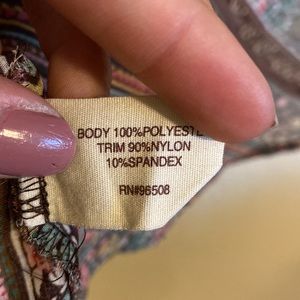 BODY 100%POLYESTE
TRIM 90%NYLON
10%SPANDEX
RN#96508